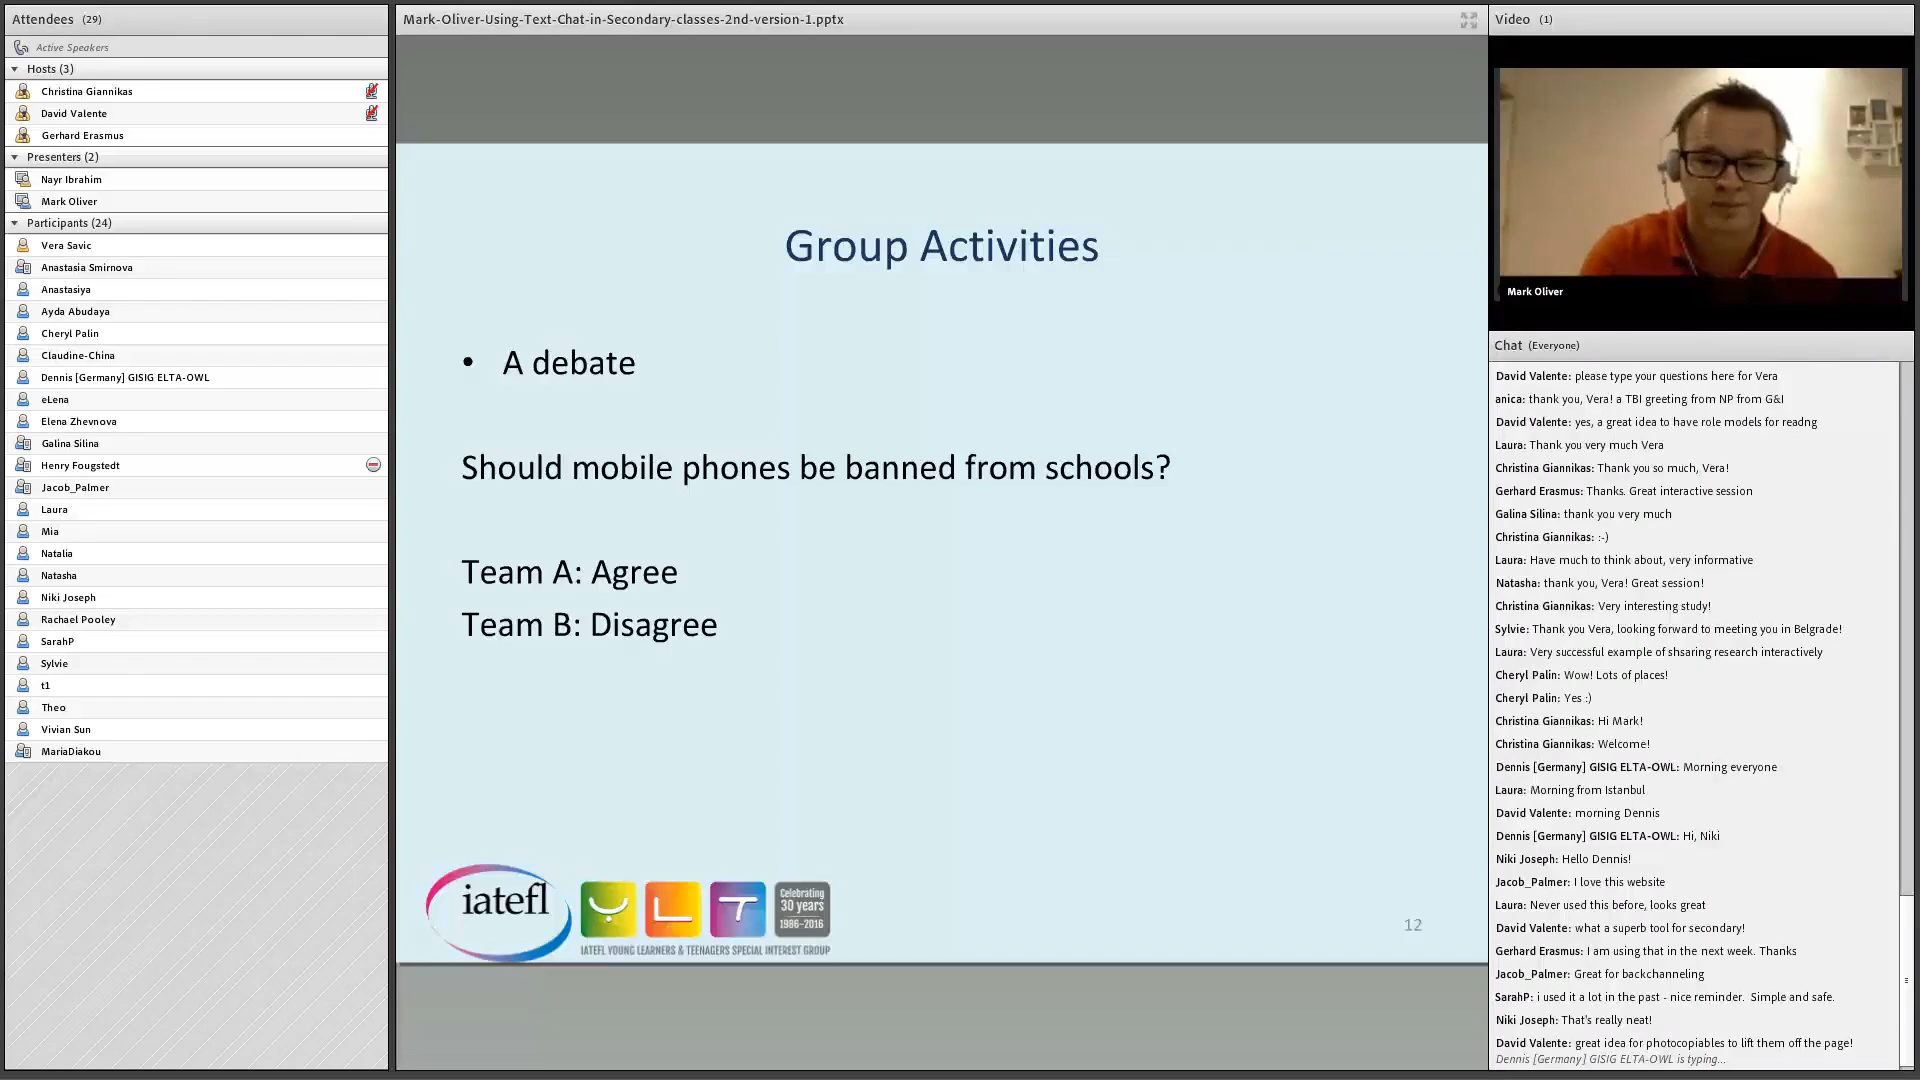 Attendees (29)
Active Speakers
Hosts (3)
Christina Giannikas
David Valente
Gerhard Erasmus
Presenters (2)
Nayr Ibrahim
Mark Oliver
Participants (24)
Vera Savic
Anastasia Smirnova
Anastasiya
Ayda Abudaya
Cheryl Palin
Claudine-China
Dennis [Germany] GISIG ELTA-OWL
eLena
Elena Zhevnova
Galina Silina
Henry Fougstedt
Jacob_Palmer
Laura
Mia
Natalia
Natasha
Niki Joseph
Rachael Pooley
SarahP
Sylvie
t1
Theo
Vivian Sun
MariaDiakou
Mark-Oliver-Using-Text-Chat-in-Secondary-classes-2nd-version-1.pptx
Group Activities
• A debate
Should mobile phones be banned from schools?
Team A: Agree
Team B: Disagree
iatefl
Y L T
Celebrating
30 years
1986-2016
IATEFL YOUNG LEARNERS & TEENAGERS SPECIAL INTEREST GROUP
12
Video (1)
Mark Oliver
Chat (Everyone)
David Valente: please type your questions here for Vera
anica: thank you, Vera! a TBI greeting from NP from G&I
David Valente: yes, a great idea to have role models for readng
Laura: Thank you very much Vera
Christina Giannikas: Thank you so much, Vera!
Gerhard Erasmus: Thanks. Great interactive session
Galina Silina: thank you very much
Christina Giannikas: :-)
Laura: Have much to think about, very informative
Natasha: thank you, Vera! Great session!
Christina Giannikas: Very interesting study!
Sylvie: Thank you Vera, looking forward to meeting you in Belgrade!
Laura: Very successful example of shsaring research interactively
Cheryl Palin: Wow! Lots of places!
Cheryl Palin: Yes :)
Christina Giannikas: Hi Mark!
Christina Giannikas: Welcome!
Dennis [Germany] GISIG ELTA-OWL: Morning everyone
Laura: Morning from Istanbul
David Valente: morning Dennis
Dennis [Germany] GISIG ELTA-OWL: Hi, Niki
Niki Joseph: Hello Dennis!
Jacob_Palmer: I love this website
Laura: Never used this before, looks great
David Valente: what a superb tool for secondary!
Gerhard Erasmus: I am using that in the next week. Thanks
Jacob_Palmer: Great for backchanneling
SarahP: i used it a lot in the past - nice reminder. Simple and safe.
Niki Joseph: That's really neat!
David Valente: great idea for photocopiables to lift them off the page!
Dennis [Germany] GISIG ELTA-OWL is typing...